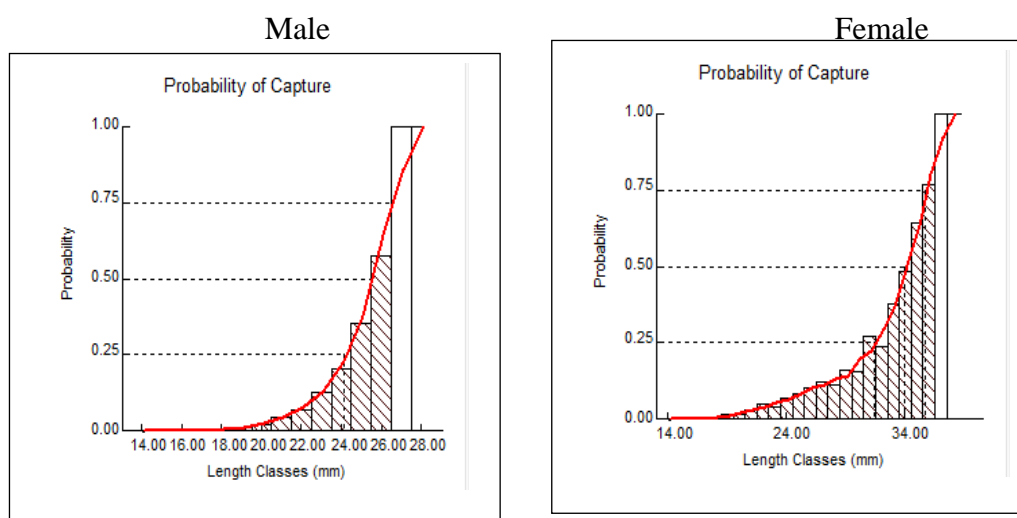 Male
Probability of Capture
1.00
0.75
0.50
0.25
0.00
Probability
14.00 16.00 18.00 20.00 22.00 24.00 26.00 28.00
Length Classes (mm)
Female
Probability of Capture
1.00
0.75
0.50
0.25
0.00
Probability
14.00 24.00 34.00
Length Classes (mm)